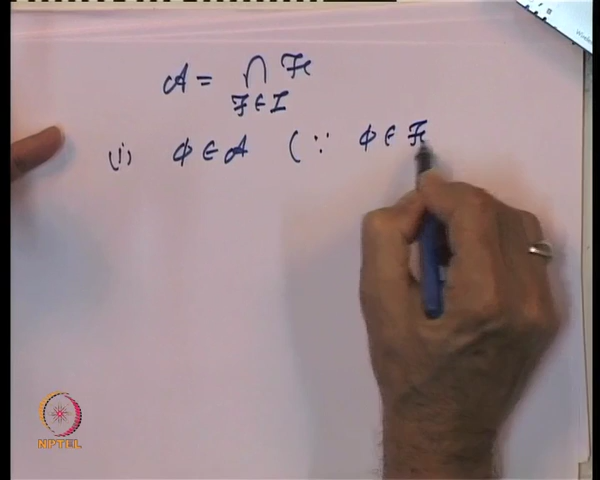 𝒜 = ∩ ℱ
ℱ ∈ I
(i) ϕ ∈ 𝒜 (∵ ϕ ∈ ℱ
NPTEL